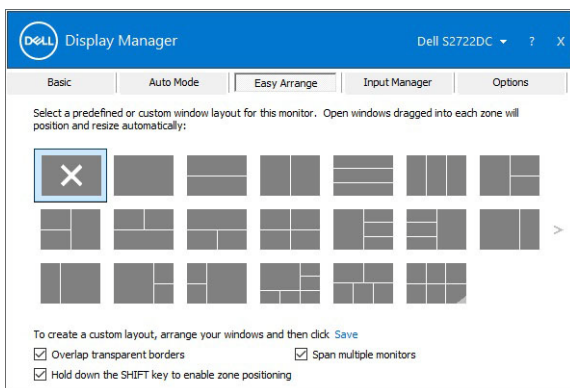 DELL Display Manager Dell S2722DC ? X
Basic Auto Mode Easy Arrange Input Manager Options
Select a predefined or custom window layout for this monitor. Open windows dragged into each zone will
position and resize automatically:
To create a custom layout, arrange your windows and then click Save
Overlap transparent borders Span multiple monitors
Hold down the SHIFT key to enable zone positioning